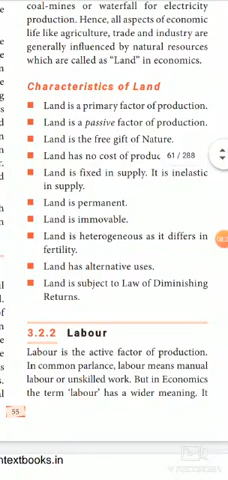 coal-mines or waterfall for electricity
production. Hence, all aspects of economic
life like agriculture, trade and industry are
generally influenced by natural resources
which are called as “Land” in economics.
Characteristics of Land
Land is a primary factor of production.
Land is a passive factor of production.
Land is the free gift of Nature.
Land has no cost of produc
61 / 288
Land is fixed in supply. It is inelastic
in supply.
Land is permanent.
Land is immovable.
Land is heterogeneous as it differs in
fertility.
Land has alternative uses.
Land is subject to Law of Diminishing
Returns.
3.2.2 Labour
Labour is the active factor of production.
In common parlance, labour means manual
labour or unskilled work. But in Economics
the term ‘labour’ has a wider meaning. It
55
ntextbooks.in